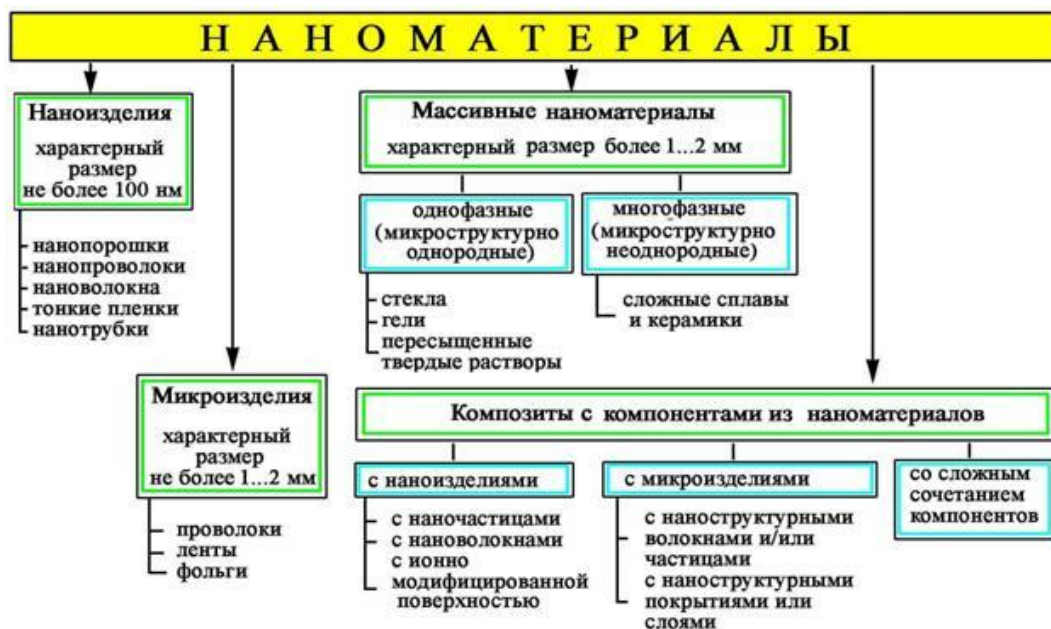 НАНОМАТЕРИАЛЫ
Наноизделия
характерный
размер
не более 100 нм
нанопорошки
нанопроволоки
нановолокна
тонкие пленки
нанотрубки
Массивные наноматериалы
характерный размер более 1...2 мм
однофазные
(микроструктурно
однородные)
стекла
гели
пересыщенные
твердые растворы
многофазные
(микроструктурно
неоднородные)
сложные сплавы
и керамики
Микроизделия
характерный
размер
не более 1...2 мм
проволоки
ленты
фольги
Композиты с компонентами из наноматериалов
с наноизделиями
с наночастицами
с нановолокнами
с ионно
модифицированной
поверхностью
с микроизделиями
с наноструктурными
волокнами и/или
частицами
с наноструктурными
покрытиями или
слоями
со сложным
сочетанием
компонентов